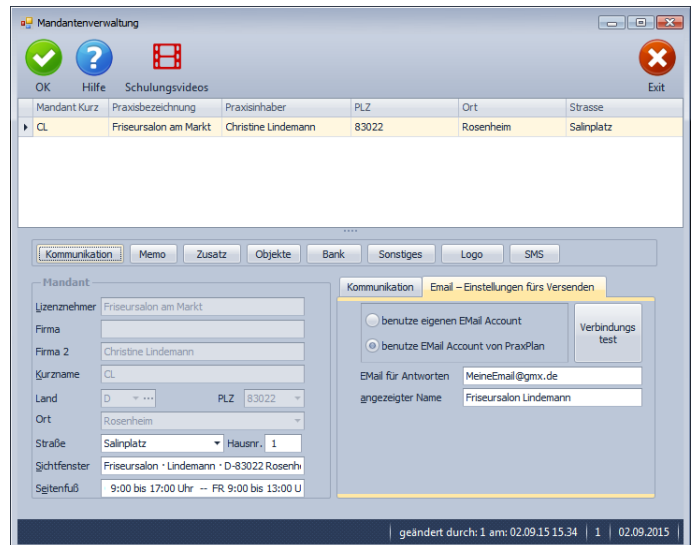 Mandantenverwaltung
OK Hilfe Schulungsvideos Exit
Mandant Kurz Praxisbezeichnung Praxisinhaber PLZ Ort Strasse
CL Friseursalon am Markt Christine Lindemann 83022 Rosenheim Salinplatz
Kommunikation Memo Zusatz Objekte Bank Sonstiges Logo SMS
Mandant
Lizenznehmer Friseursalon am Markt
Firma
Firma 2 Christine Lindemann
Kurzname CL
Land D PLZ 83022
Ort Rosenheim
Straße Salinplatz Hausnr. 1
Sichtfenster Friseursalon · Lindemann · D-83022 Rosenh
Seitenfuß 9:00 bis 17:00 Uhr -- FR 9:00 bis 13:00 U
Kommunikation Email – Einstellungen fürs Versenden
benutze eigenen EMail Account
benutze EMail Account von PraxPlan
Verbindungs
test
EMail für Antworten MeineEmail@gmx.de
angezeigter Name Friseursalon Lindemann
geändert durch: 1 am: 02.09.15 15.34 1 02.09.2015